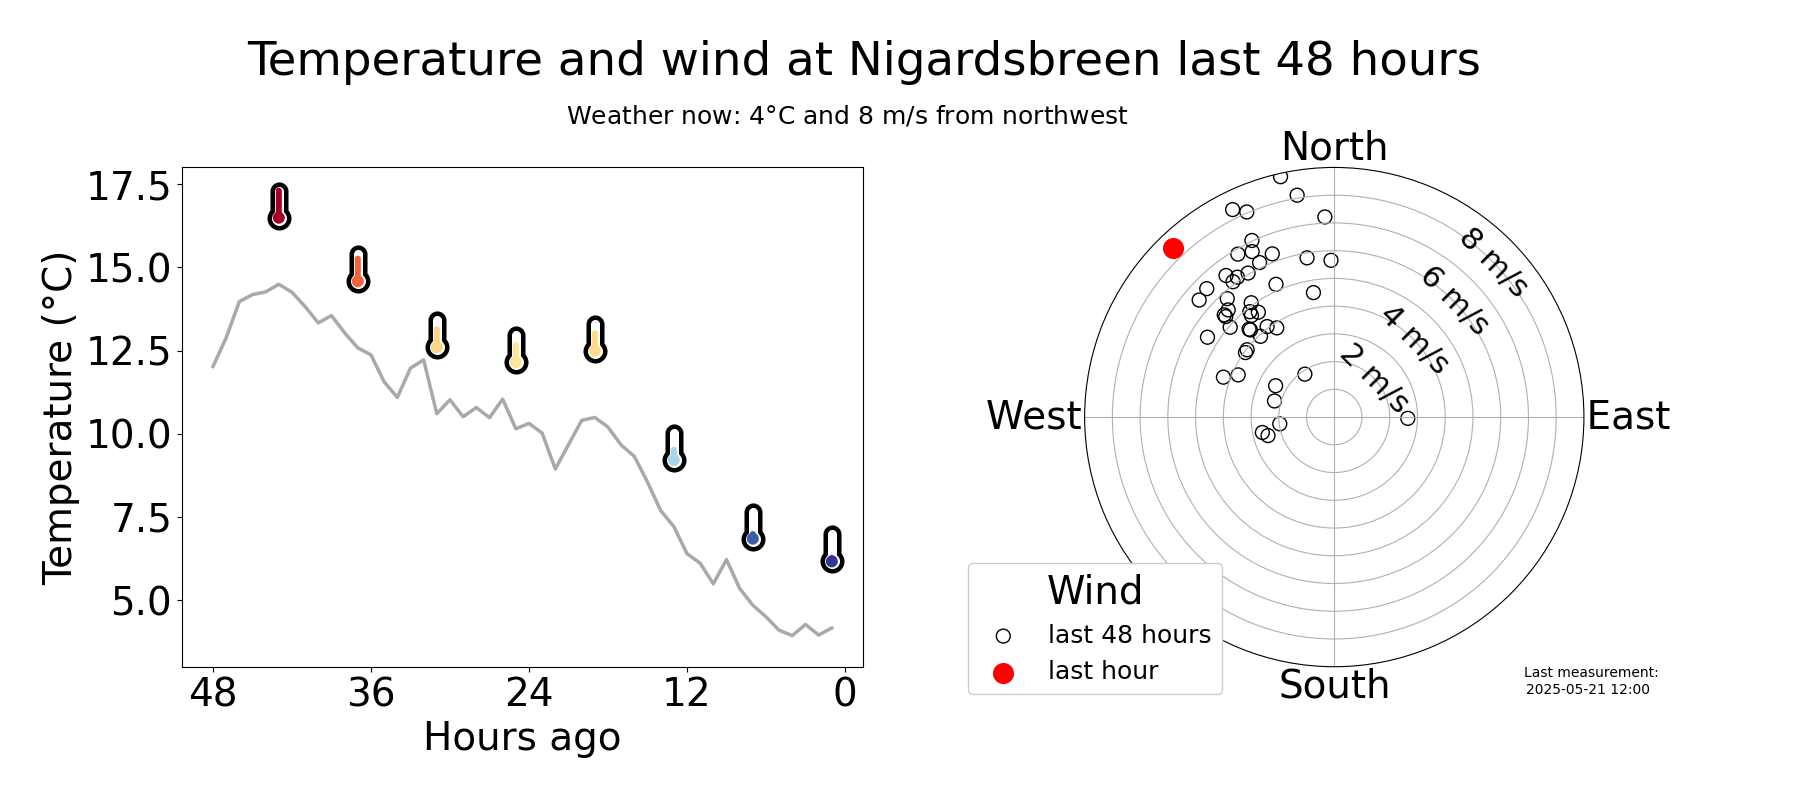 Temperature and wind at Nigardsbreen last 48 hours
Weather now: 4°C and 8 m/s from northwest
Temperature (°C)
17.5
15.0
12.5
10.0
7.5
5.0
48 36 24 12 0
Hours ago
North
West
East
South
8 m/s
6 m/s
4 m/s
2 m/s
Wind
last 48 hours
last hour
Last measurement:
2025-05-21 12:00